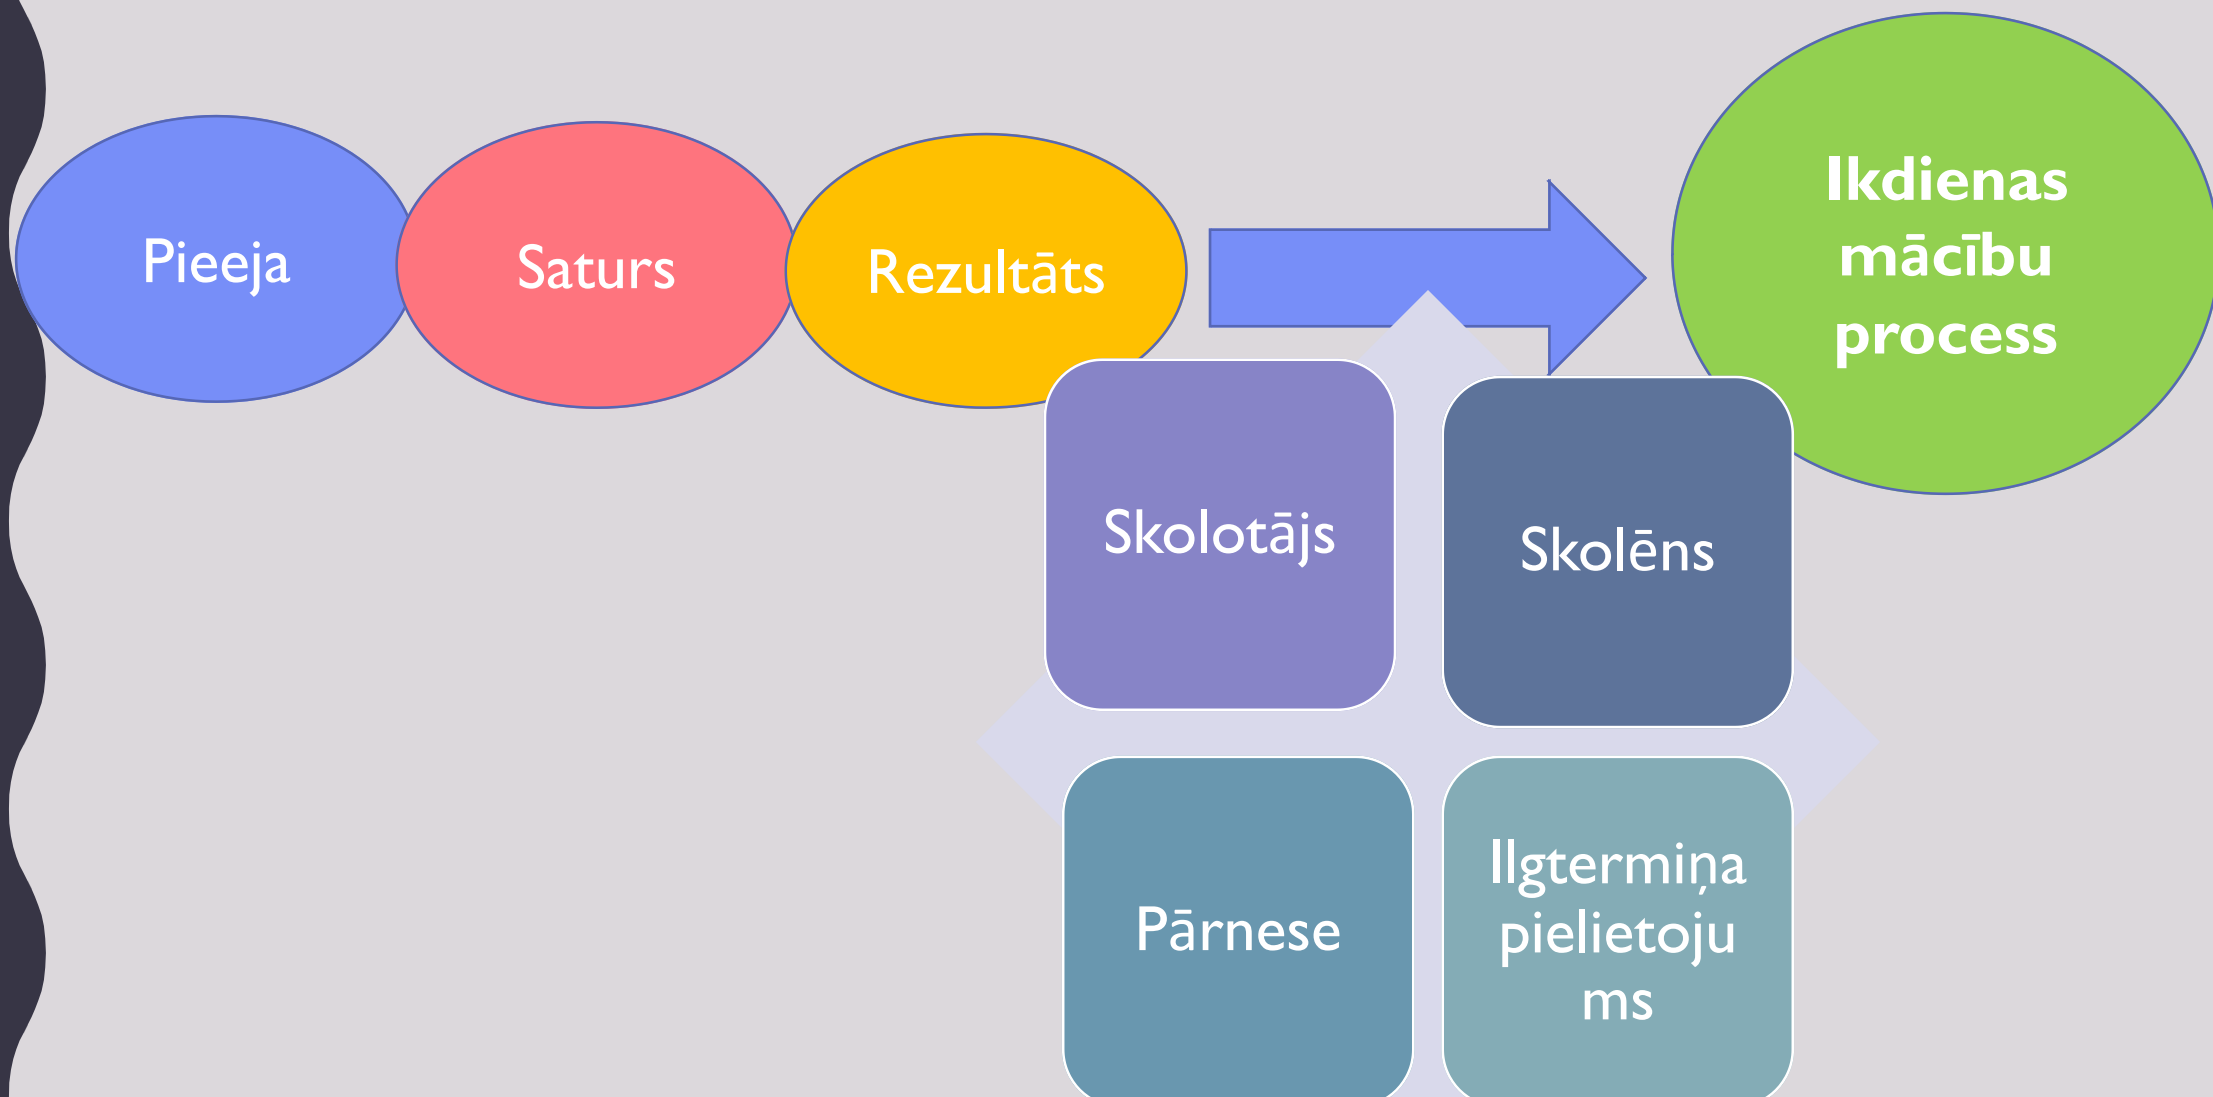 Pieeja
Saturs
Rezultāts
Ikdienas
mācību
process
Skolotājs
Skolēns
Pārnese
Ilgtermiņa
pielietoju
ms